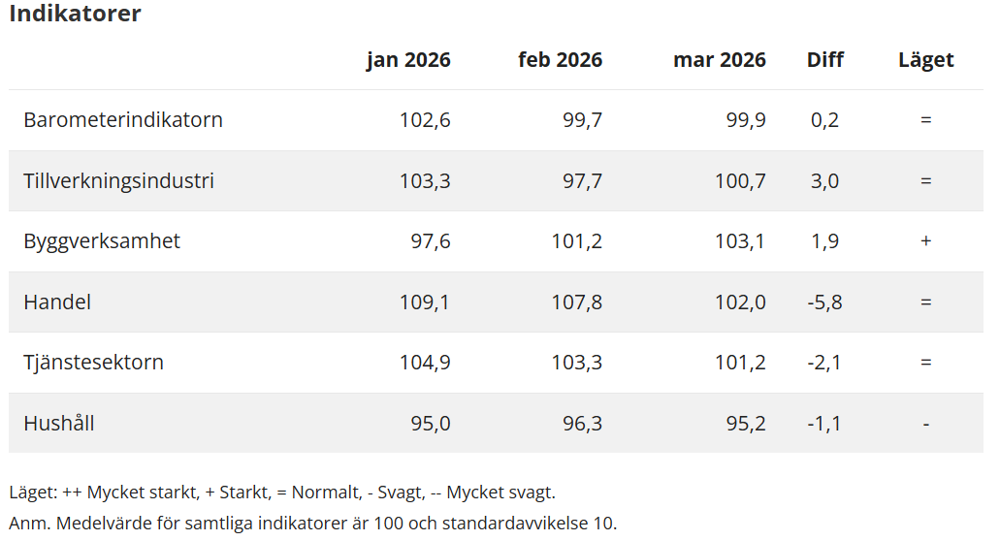 Indikatorer
jan 2026 feb 2026 mar 2026 Diff Läget
Barometerindikatorn 102,6 99,7 99,9 0,2 =
Tillverkningsindustri 103,3 97,7 100,7 3,0 =
Byggverksamhet 97,6 101,2 103,1 1,9 +
Handel 109,1 107,8 102,0 -5,8 =
Tjänstesektorn 104,9 103,3 101,2 -2,1 =
Hushåll 95,0 96,3 95,2 -1,1 -
Läget: ++ Mycket starkt, + Starkt, = Normalt, - Svagt, -- Mycket svagt.
Anm. Medelvärde för samtliga indikatorer är 100 och standardavvikelse 10.